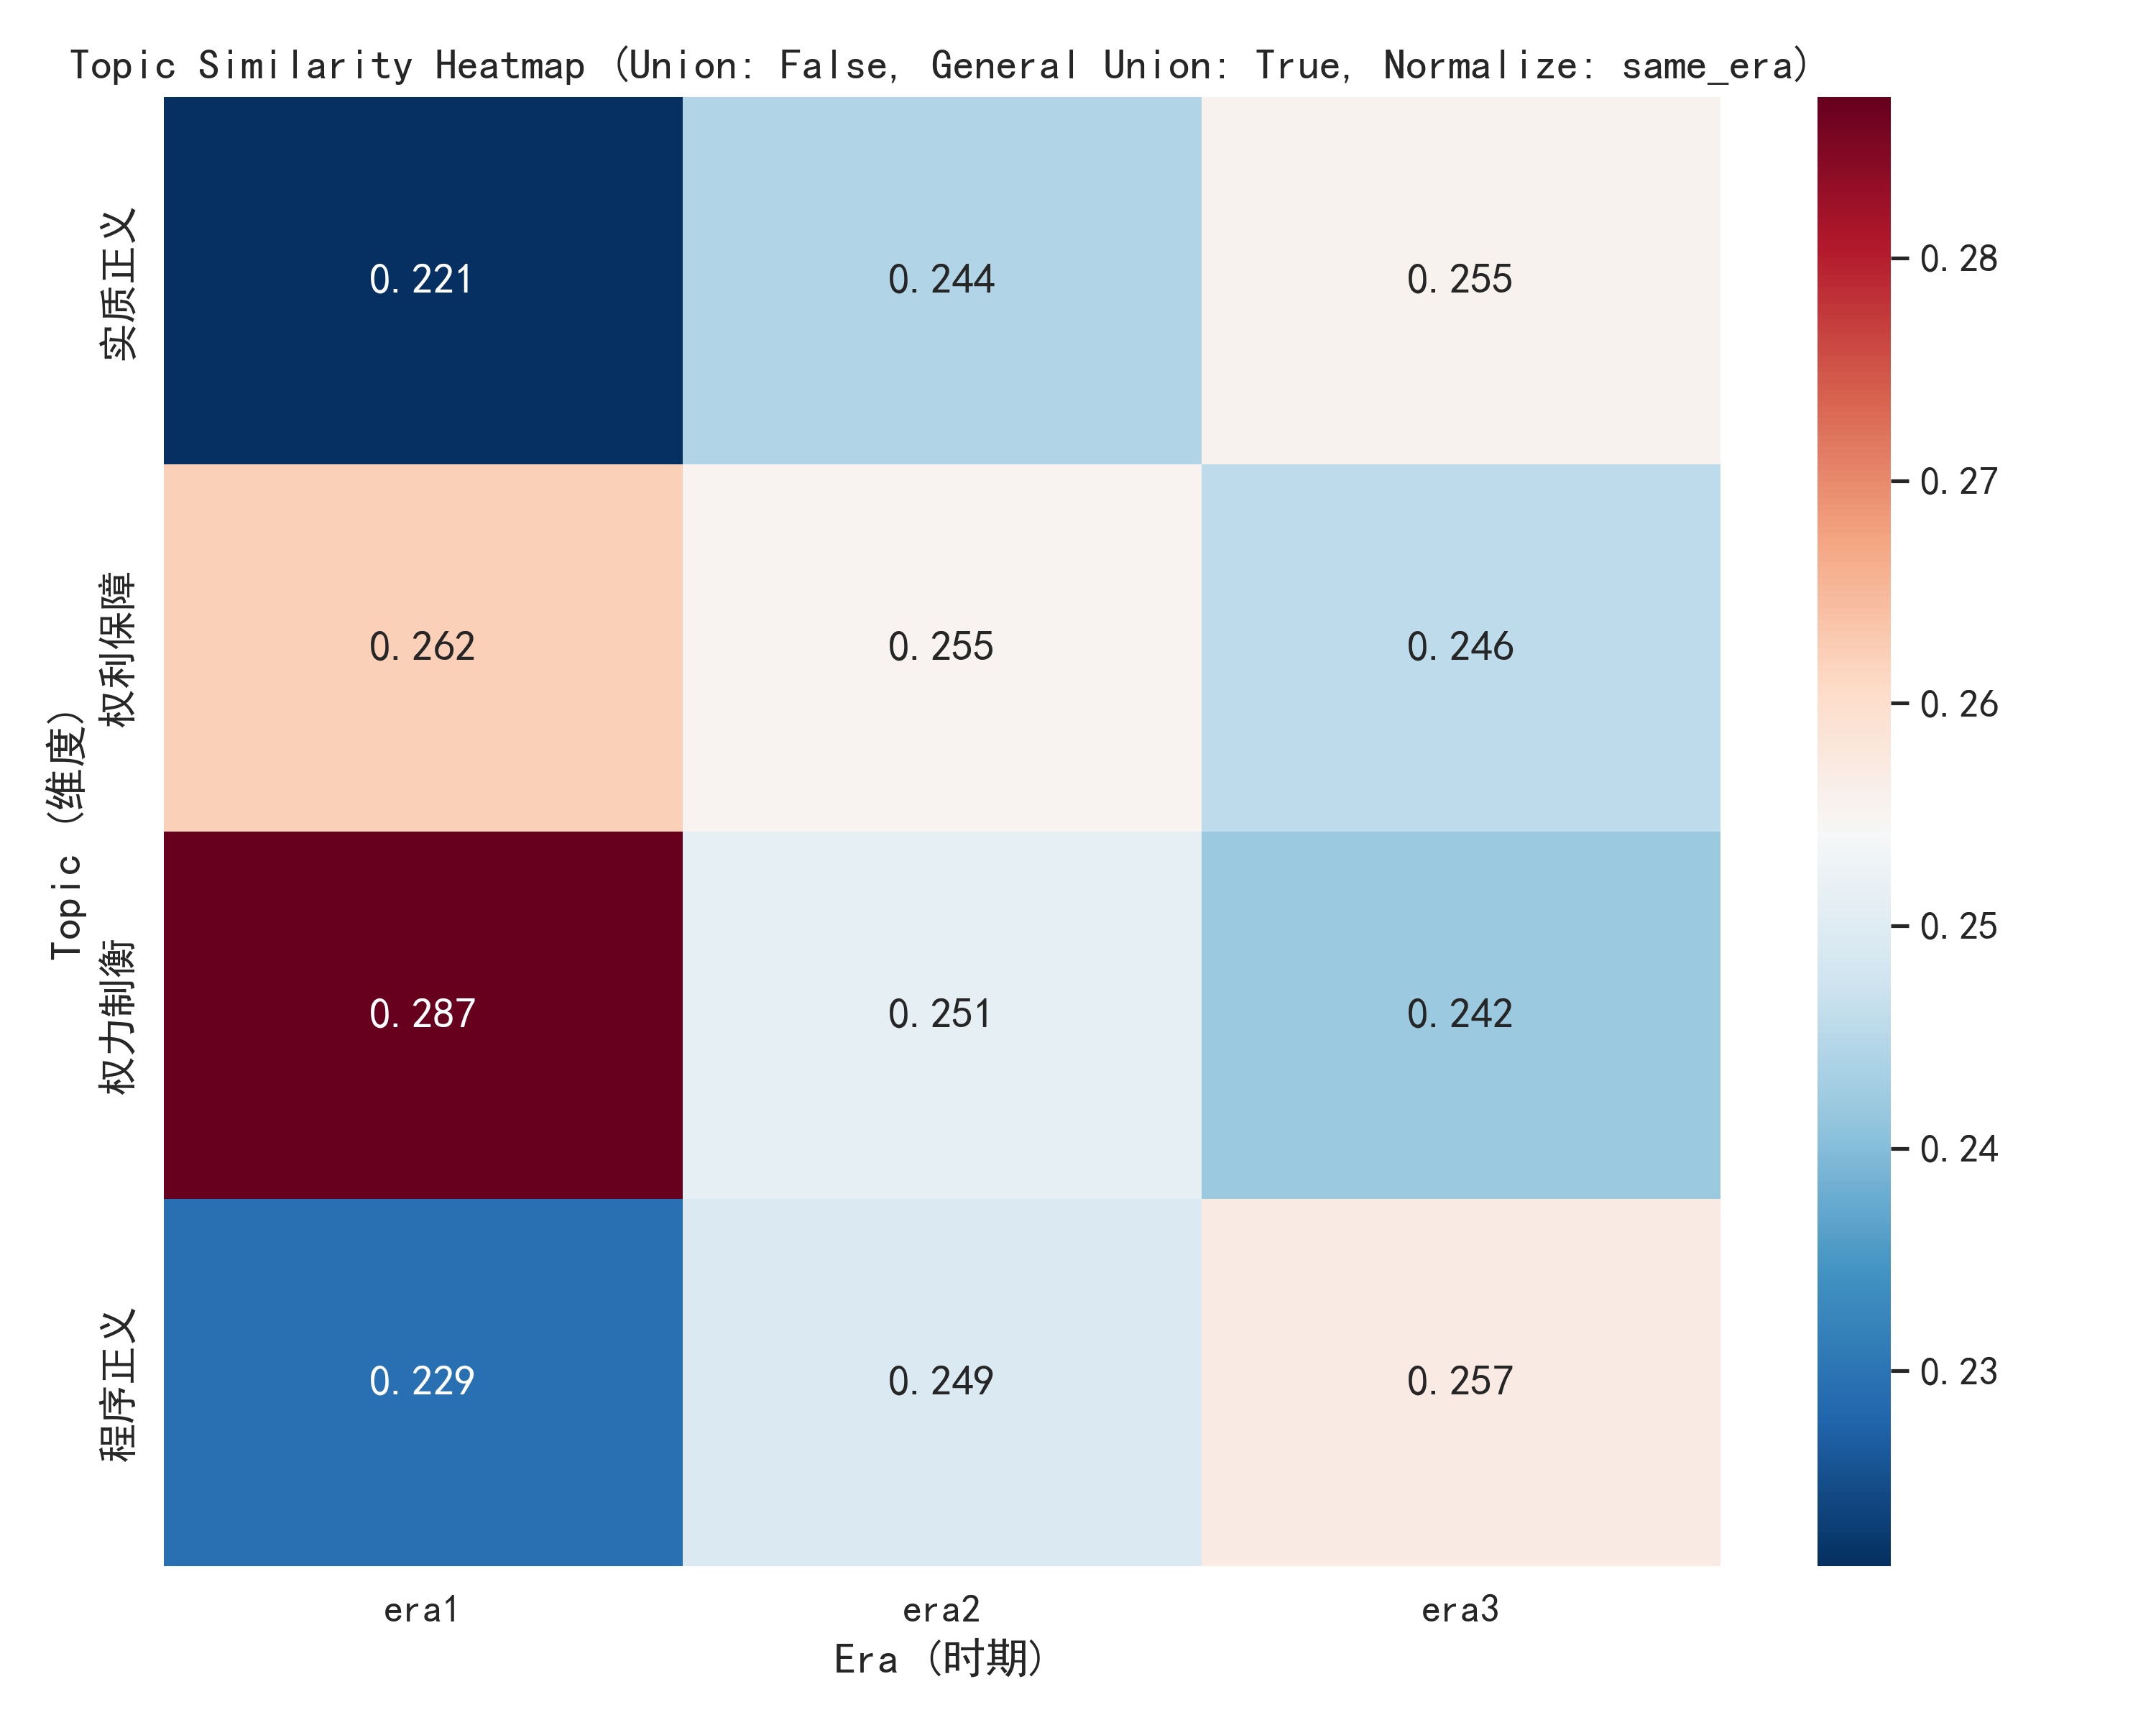 Topic Similarity Heatmap (Union: False, General Union: True, Normalize: same_era)
Topic (维度)
实质正义
0.221
0.244
0.255
权利保障
0.262
0.255
0.246
权力制衡
0.287
0.251
0.242
程序正义
0.229
0.249
0.257
era1
era2
era3
Era (时期)
0.28
0.27
0.26
0.25
0.24
0.23